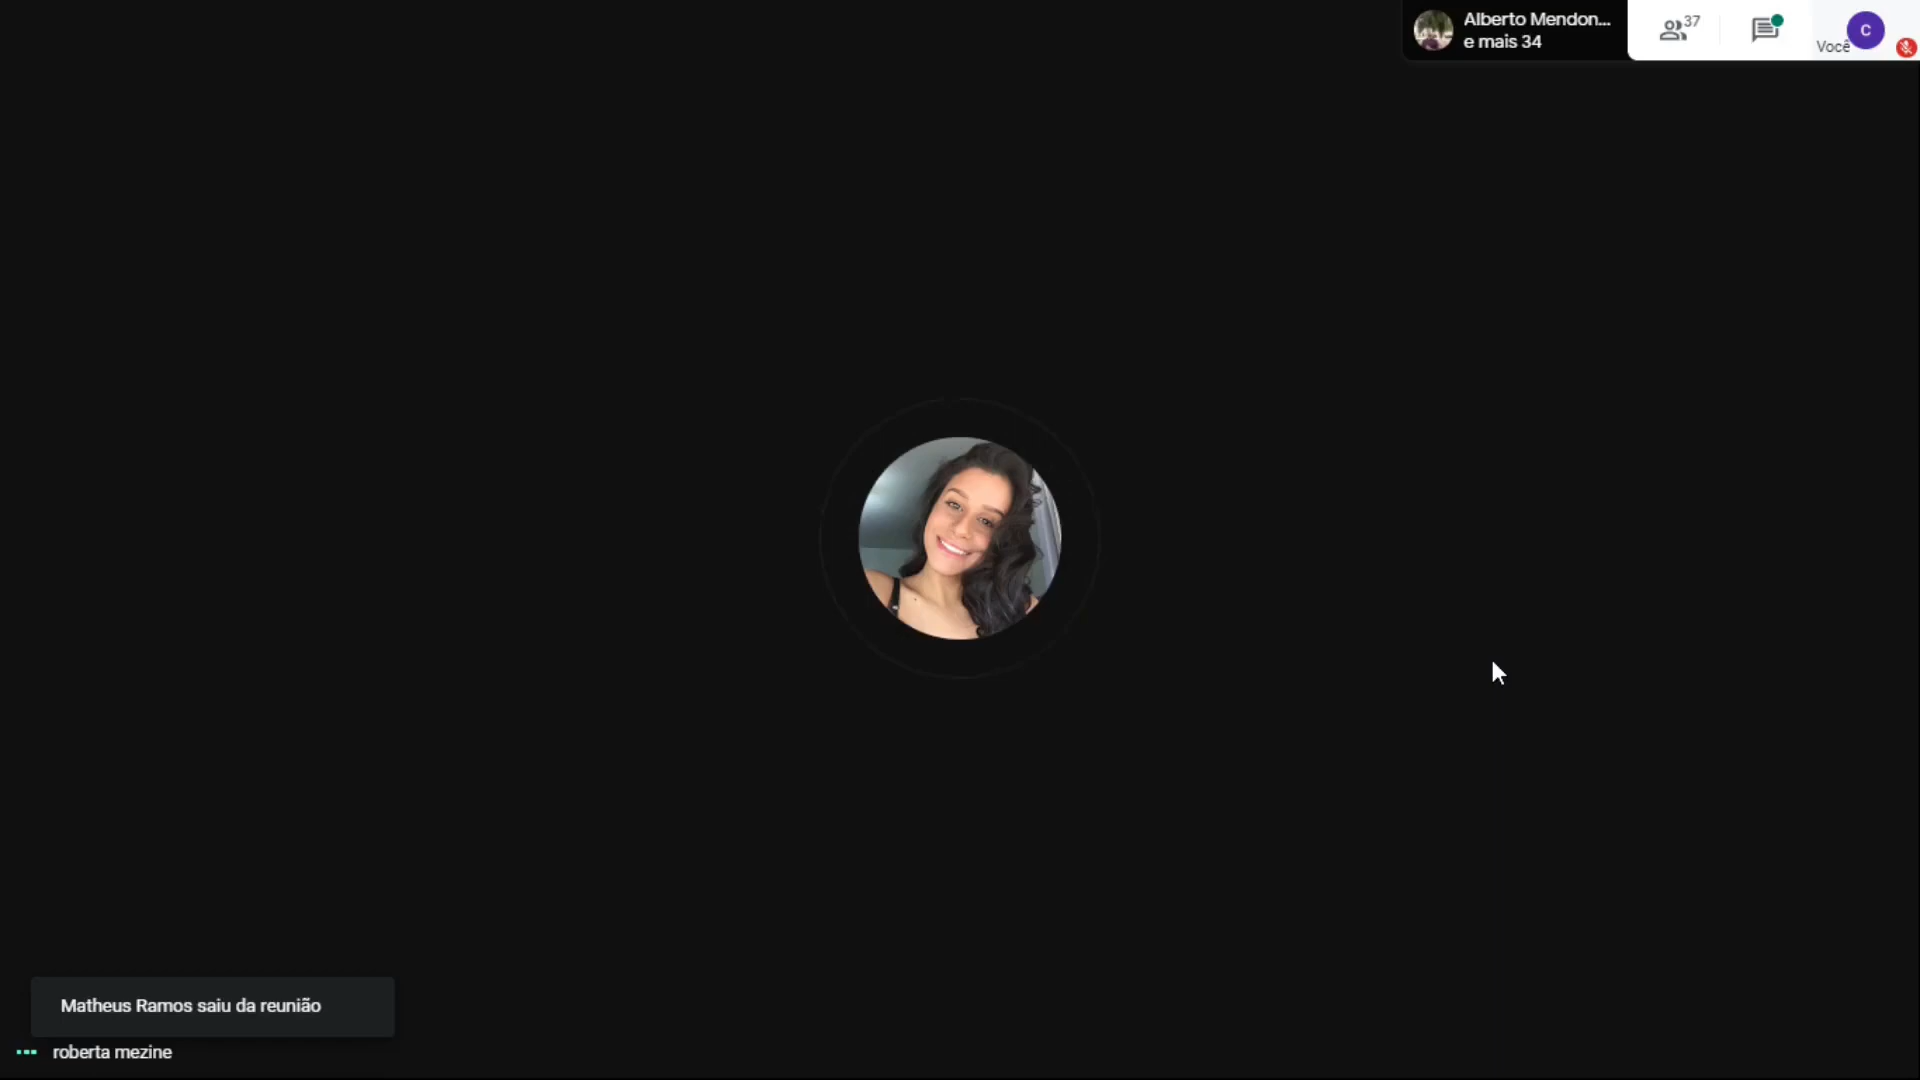 Alberto Mendon...
e mais 34
37
Você
C
Matheus Ramos saiu da reunião
roberta mezine